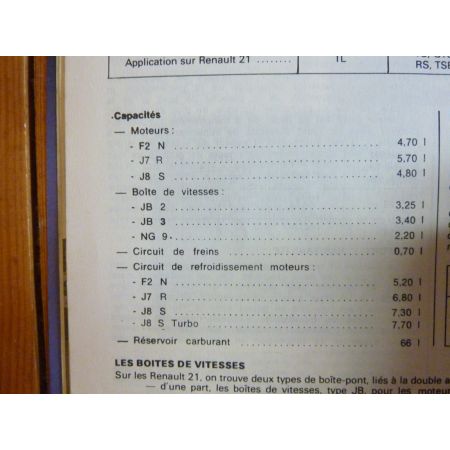 Application sur Renault 21 ........ TL RS, TSE
Capacités
— Moteurs :
- F2 N .......... 4,70 l
- J7 R .......... 5,70 l
- J8 S .......... 4,80 l
— Boîte de vitesses :
- JB 2 .......... 3,25 l
- JB 3 .......... 3,40 l
- NG 9 .......... 2,20 l
— Circuit de freins .......... 0,70 l
— Circuit de refroidissement moteurs :
- F2 N .......... 5,20 l
- J7 R .......... 6,80 l
- J8 S .......... 7,30 l
- J8 S Turbo .......... 7,70 l
— Réservoir carburant .......... 66 l
LES BOITES DE VITESSES
Sur les Renault 21, on trouve deux types de boîte-pont, liés à la double a
— d'une part, les boîtes de vitesses, type JB, pour les moteur